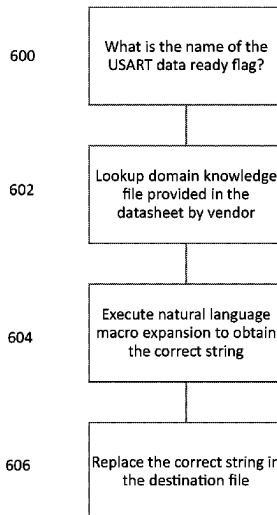 600
What is the name of the
USART data ready flag?
602
Lookup domain knowledge
file provided in the
datasheet by vendor
604
Execute natural language
macro expansion to obtain
the correct string
606
Replace the correct string in
the destination file